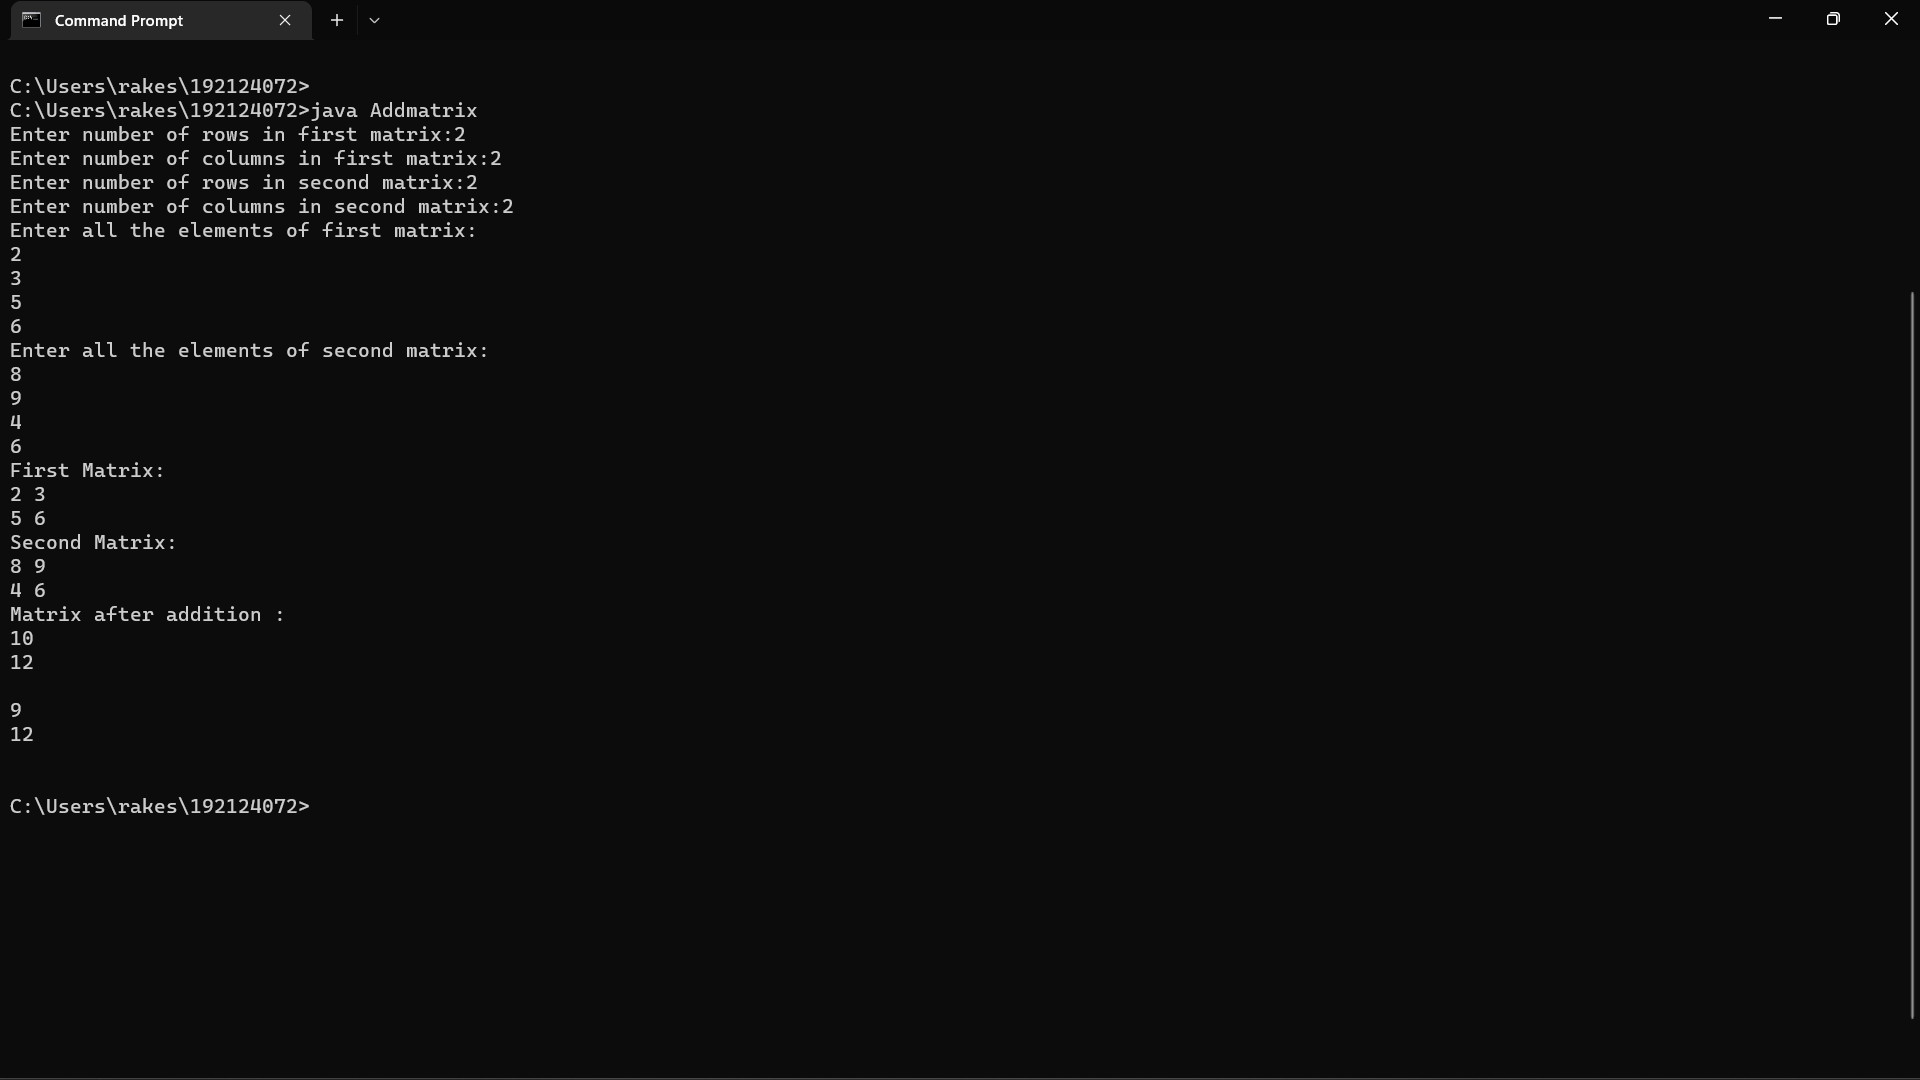 Command Prompt
C:\Users\rakes\192124072>
C:\Users\rakes\192124072>java Addmatrix
Enter number of rows in first matrix:2
Enter number of columns in first matrix:2
Enter number of rows in second matrix:2
Enter number of columns in second matrix:2
Enter all the elements of first matrix:
2
3
5
6
Enter all the elements of second matrix:
8
9
4
6
First Matrix:
2 3
5 6
Second Matrix:
8 9
4 6
Matrix after addition :
10
12
9
12
C:\Users\rakes\192124072>